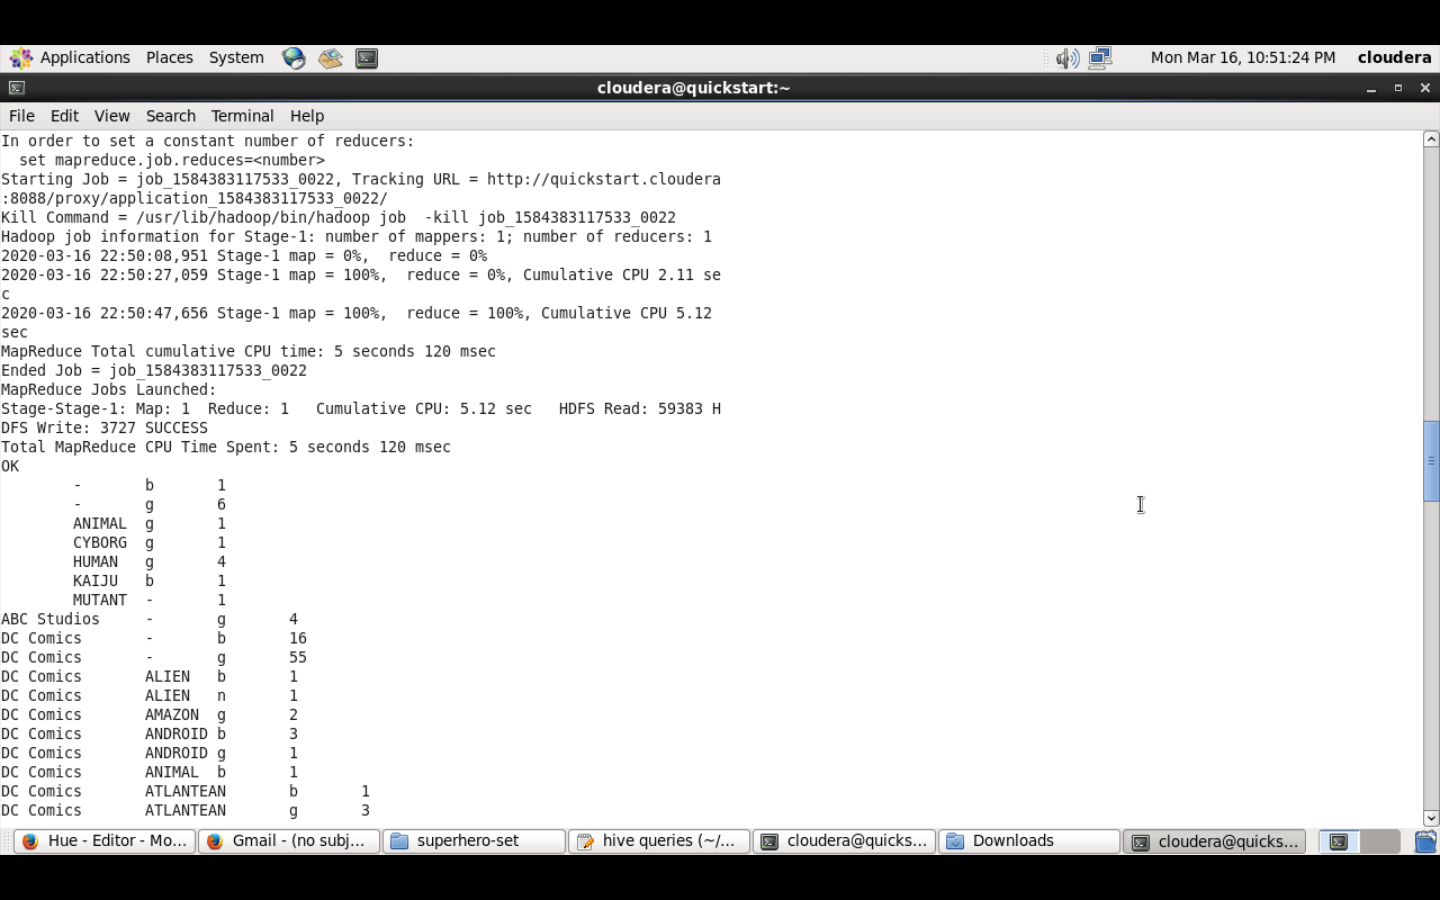 Applications Places System Mon Mar 16, 10:51:24 PM cloudera
cloudera@quickstart:~
File Edit View Search Terminal Help
In order to set a constant number of reducers:
  set mapreduce.job.reduces=<number>
Starting Job = job_1584383117533_0022, Tracking URL = http://quickstart.cloudera
:8088/proxy/application_1584383117533_0022/
Kill Command = /usr/lib/hadoop/bin/hadoop job  -kill job_1584383117533_0022
Hadoop job information for Stage-1: number of mappers: 1; number of reducers: 1
2020-03-16 22:50:08,951 Stage-1 map = 0%,  reduce = 0%
2020-03-16 22:50:27,059 Stage-1 map = 100%,  reduce = 0%, Cumulative CPU 2.11 se
c
2020-03-16 22:50:47,656 Stage-1 map = 100%,  reduce = 100%, Cumulative CPU 5.12
sec
MapReduce Total cumulative CPU time: 5 seconds 120 msec
Ended Job = job_1584383117533_0022
MapReduce Jobs Launched:
Stage-Stage-1: Map: 1  Reduce: 1   Cumulative CPU: 5.12 sec   HDFS Read: 59383 H
DFS Write: 3727 SUCCESS
Total MapReduce CPU Time Spent: 5 seconds 120 msec
OK
        -       b       1
        -       g       6
        ANIMAL  g       1
        CYBORG  g       1
        HUMAN   g       4
        KAIJU   b       1
        MUTANT  -       1
ABC Studios     -       g       4
DC Comics       -       b       16
DC Comics       -       g       55
DC Comics       ALIEN   b       1
DC Comics       ALIEN   n       1
DC Comics       AMAZON  g       2
DC Comics       ANDROID b       3
DC Comics       ANDROID g       1
DC Comics       ANIMAL  b       1
DC Comics       ATLANTEAN       b       1
DC Comics       ATLANTEAN       g       3
Hue - Editor - Mo... Gmail - (no subj... superhero-set hive queries (~/... cloudera@quicks... Downloads cloudera@quicks...